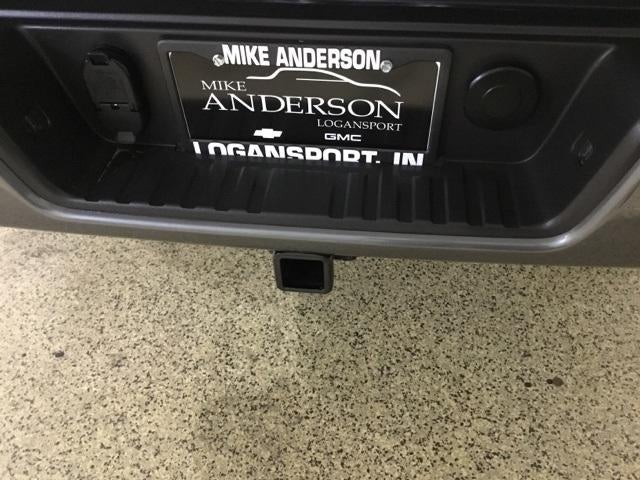 MIKE ANDERSON
MIKE
ANDERSON
LOGANSPORT
GMC
LOGANSPORT, IN